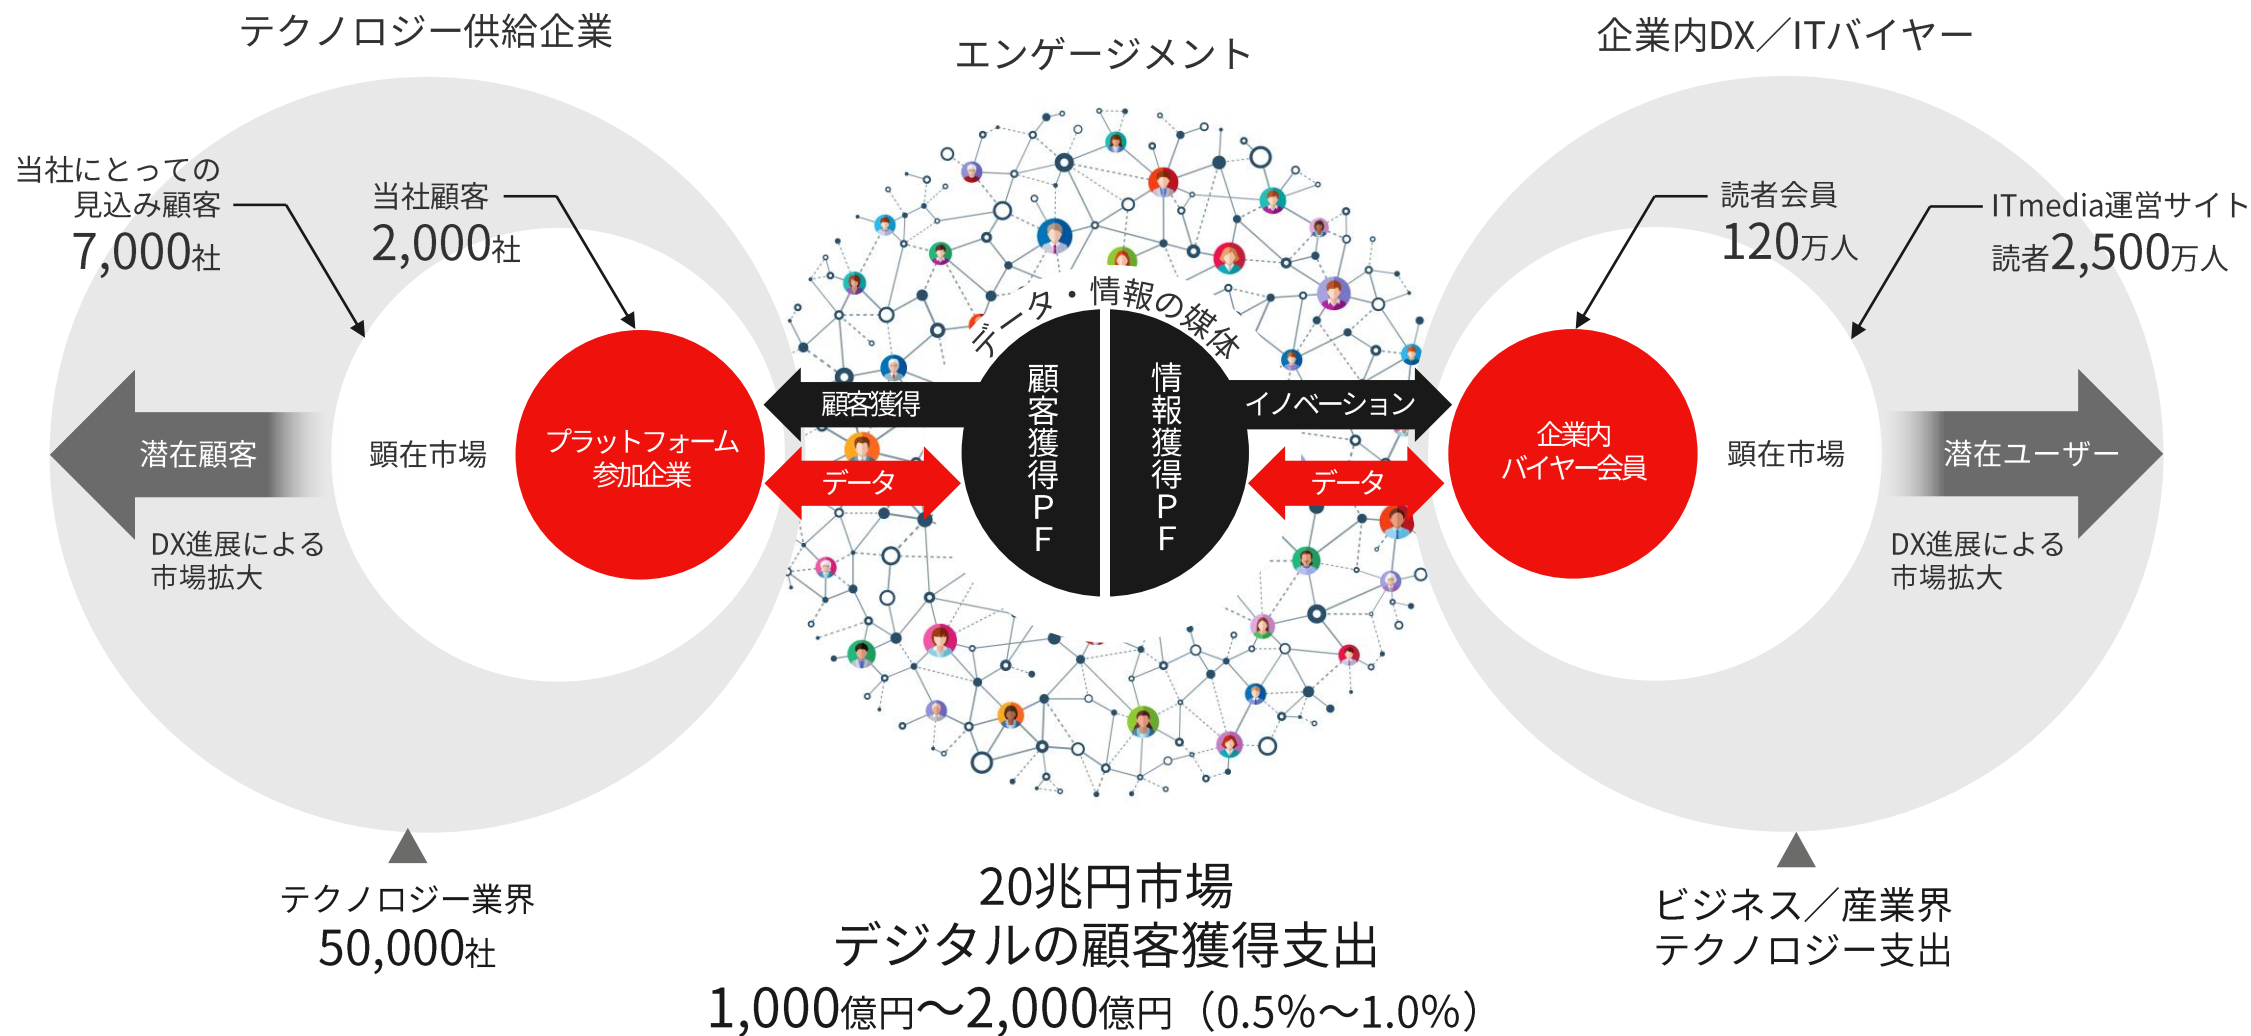 テクノロジー供給企業
エンゲージメント
企業内DX／ITバイヤー
当社にとっての
見込み顧客
7,000社
当社顧客
2,000社
読者会員
120万人
ITmedia運営サイト
読者2,500万人
データ・情報の媒体
潜在顧客
顕在市場
プラットフォーム
参加企業
顧客獲得
データ
顧客獲得PF
情報獲得PF
イノベーション
データ
企業内
バイヤー会員
顕在市場
潜在ユーザー
DX進展による
市場拡大
DX進展による
市場拡大
テクノロジー業界
50,000社
20兆円市場
デジタルの顧客獲得支出
1,000億円～2,000億円（0.5%～1.0%）
ビジネス／産業界
テクノロジー支出